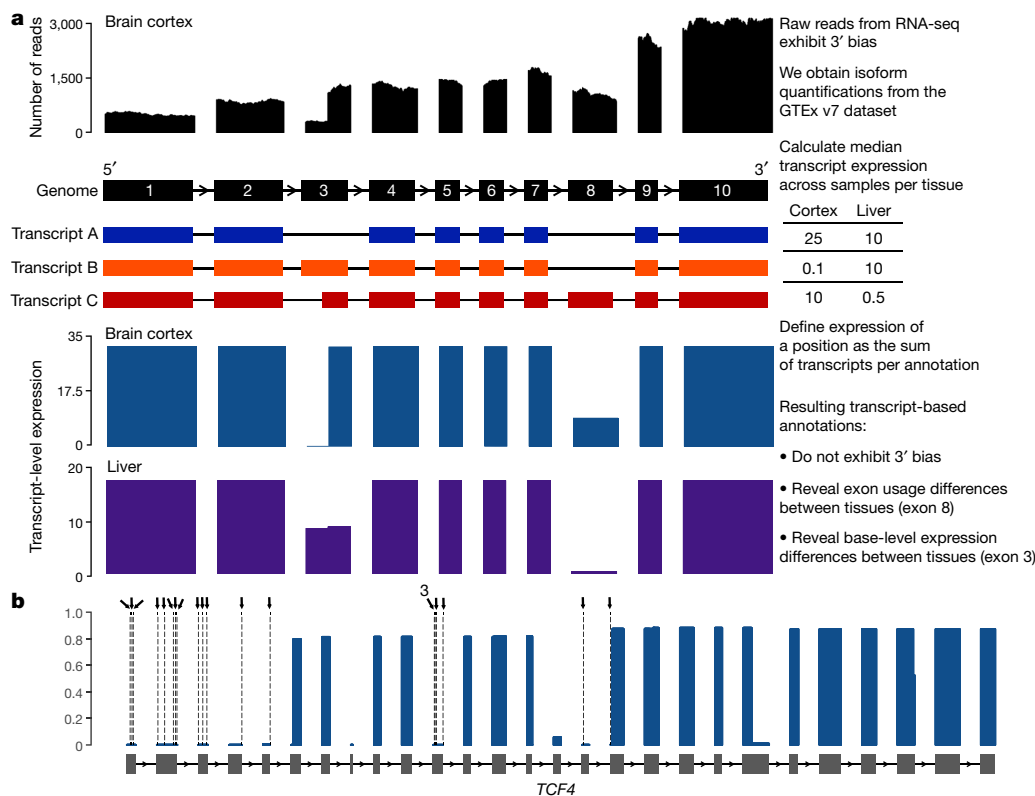 a
Brain cortex
Number of reads
3,000
1,500
0
Raw reads from RNA-seq
exhibit 3′ bias
We obtain isoform
quantifications from the
GTEx v7 dataset
5′
3′
Genome
1 2 3 4 5 6 7 8 9 10
Transcript A
Transcript B
Transcript C
Calculate median
transcript expression
across samples per tissue
Cortex Liver
25 10
0.1 10
10 0.5
Transcript-level expression
Brain cortex
35
17.5
0
Liver
20
10
0
Define expression of
a position as the sum
of transcripts per annotation
Resulting transcript-based
annotations:
• Do not exhibit 3′ bias
• Reveal exon usage differences
between tissues (exon 8)
• Reveal base-level expression
differences between tissues (exon 3)
b
3
1.0
0.8
0.6
0.4
0.2
0
TCF4